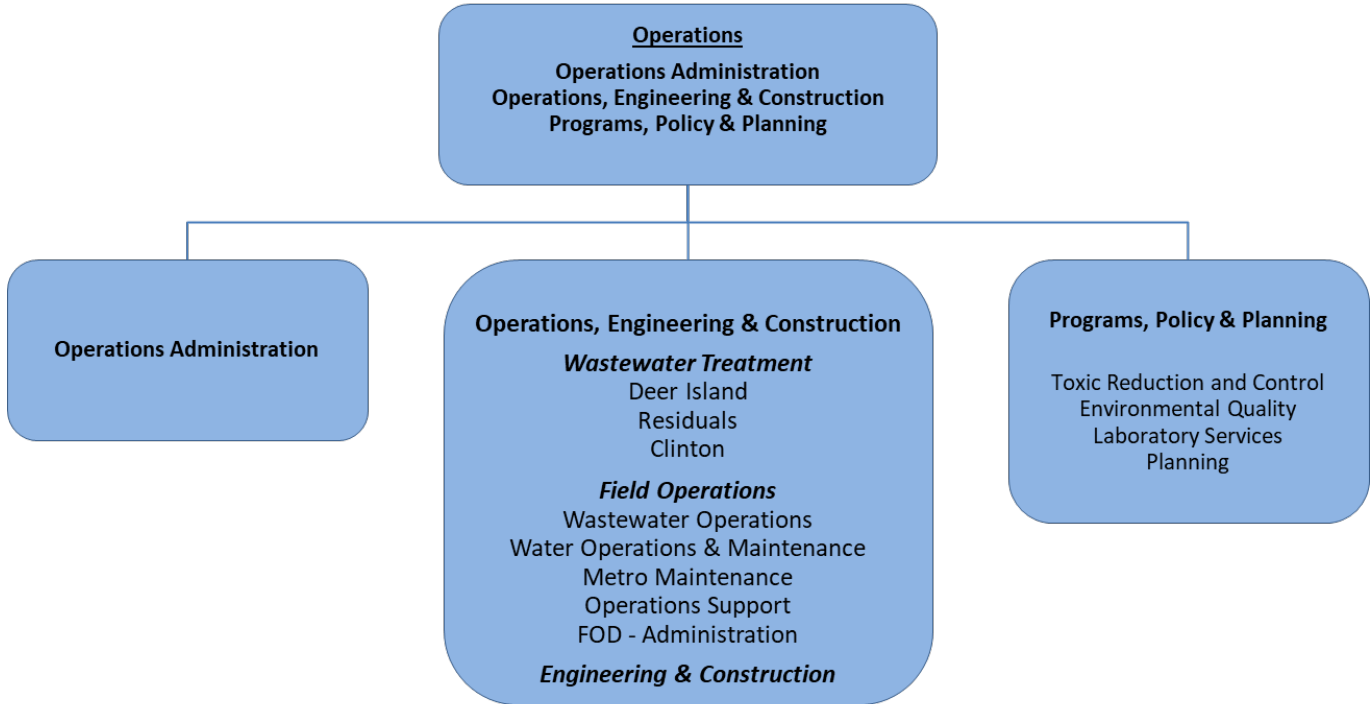 Operations
Operations Administration
Operations, Engineering & Construction
Programs, Policy & Planning
Operations Administration
Operations, Engineering & Construction
Wastewater Treatment
Deer Island
Residuals
Clinton
Field Operations
Wastewater Operations
Water Operations & Maintenance
Metro Maintenance
Operations Support
FOD - Administration
Engineering & Construction
Programs, Policy & Planning
Toxic Reduction and Control
Environmental Quality
Laboratory Services
Planning